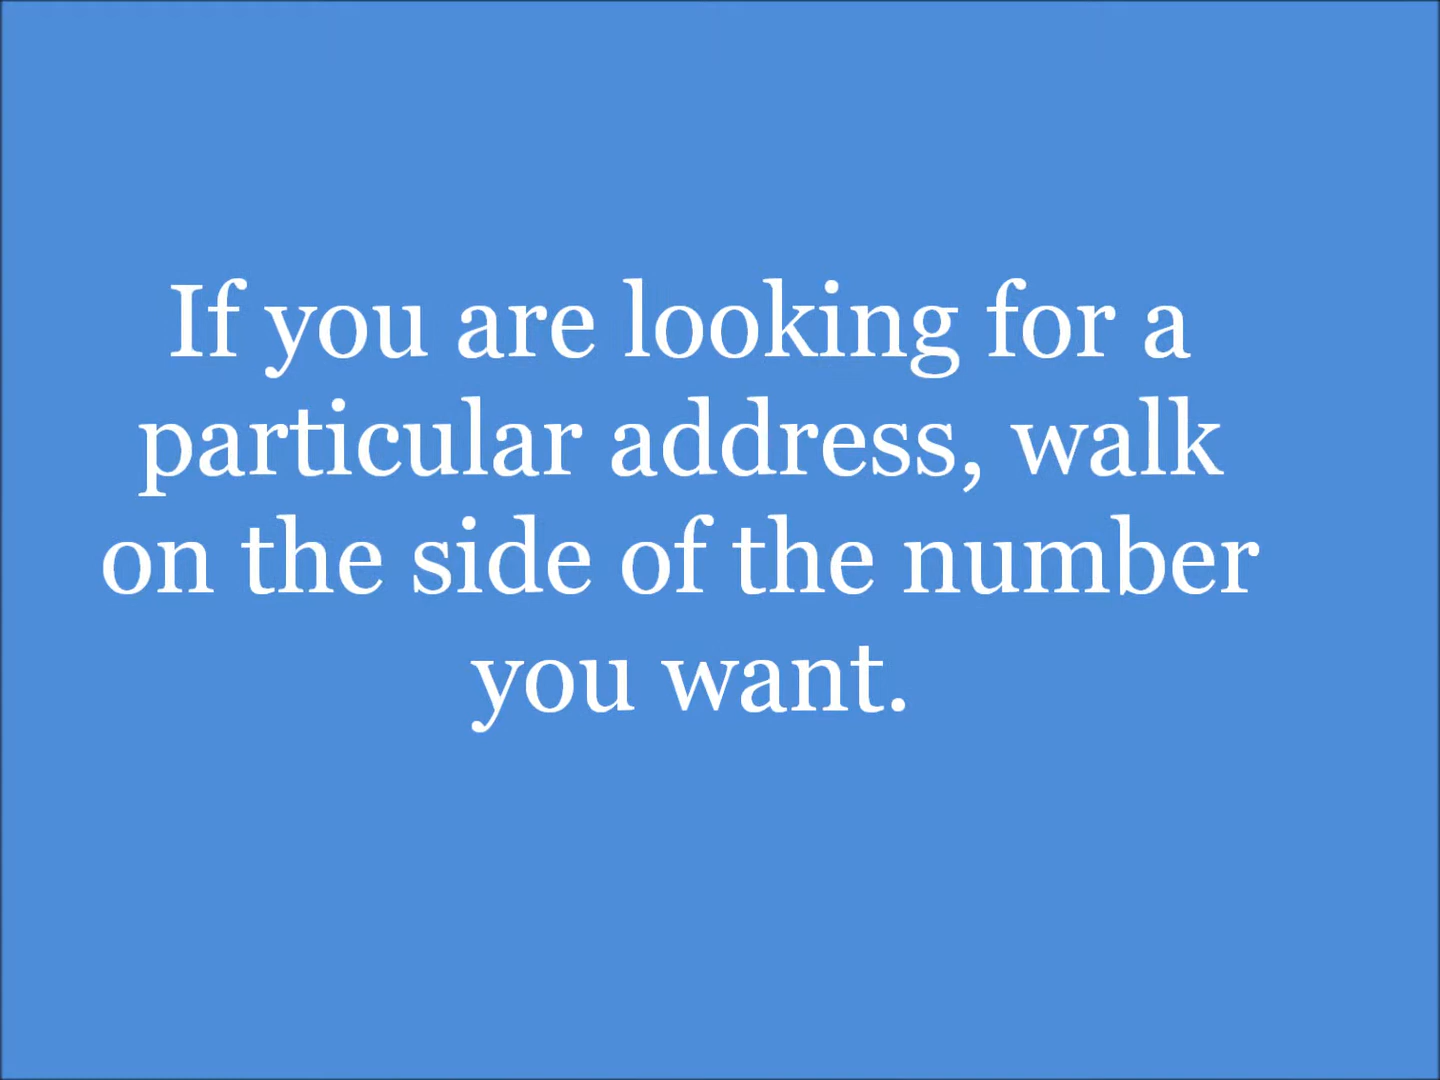 If you are looking for a
particular address, walk
on the side of the number
you want.